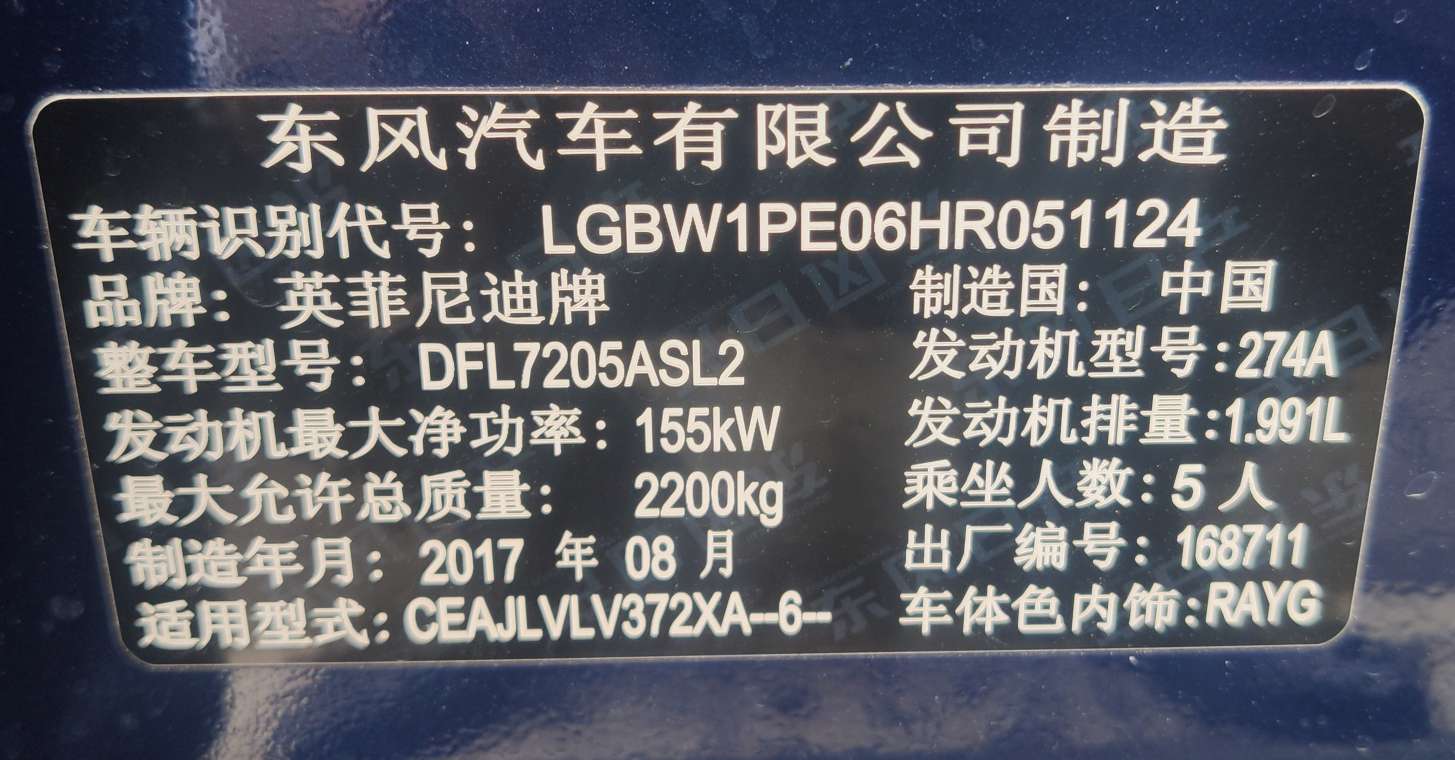 东风汽车有限公司制造
车辆识别代号: LGBW1PE06HR051124
品牌: 英菲尼迪牌 制造国: 中国
整车型号: DFL7205ASL2 发动机型号: 274A
发动机最大净功率: 155kW 发动机排量: 1.991L
最大允许总质量: 2200kg 乘坐人数: 5 人
制造年月: 2017 年 08 月 出厂编号: 168711
适用型式: CEAJLVLV372XA--6-- 车体色内饰: RAYG